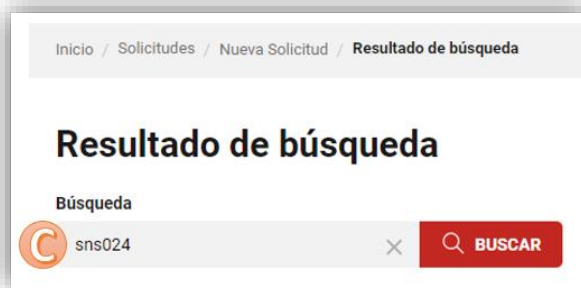 Inicio / Solicitudes / Nueva Solicitud / Resultado de búsqueda
Resultado de búsqueda
Búsqueda
C sns024 × BUSCAR